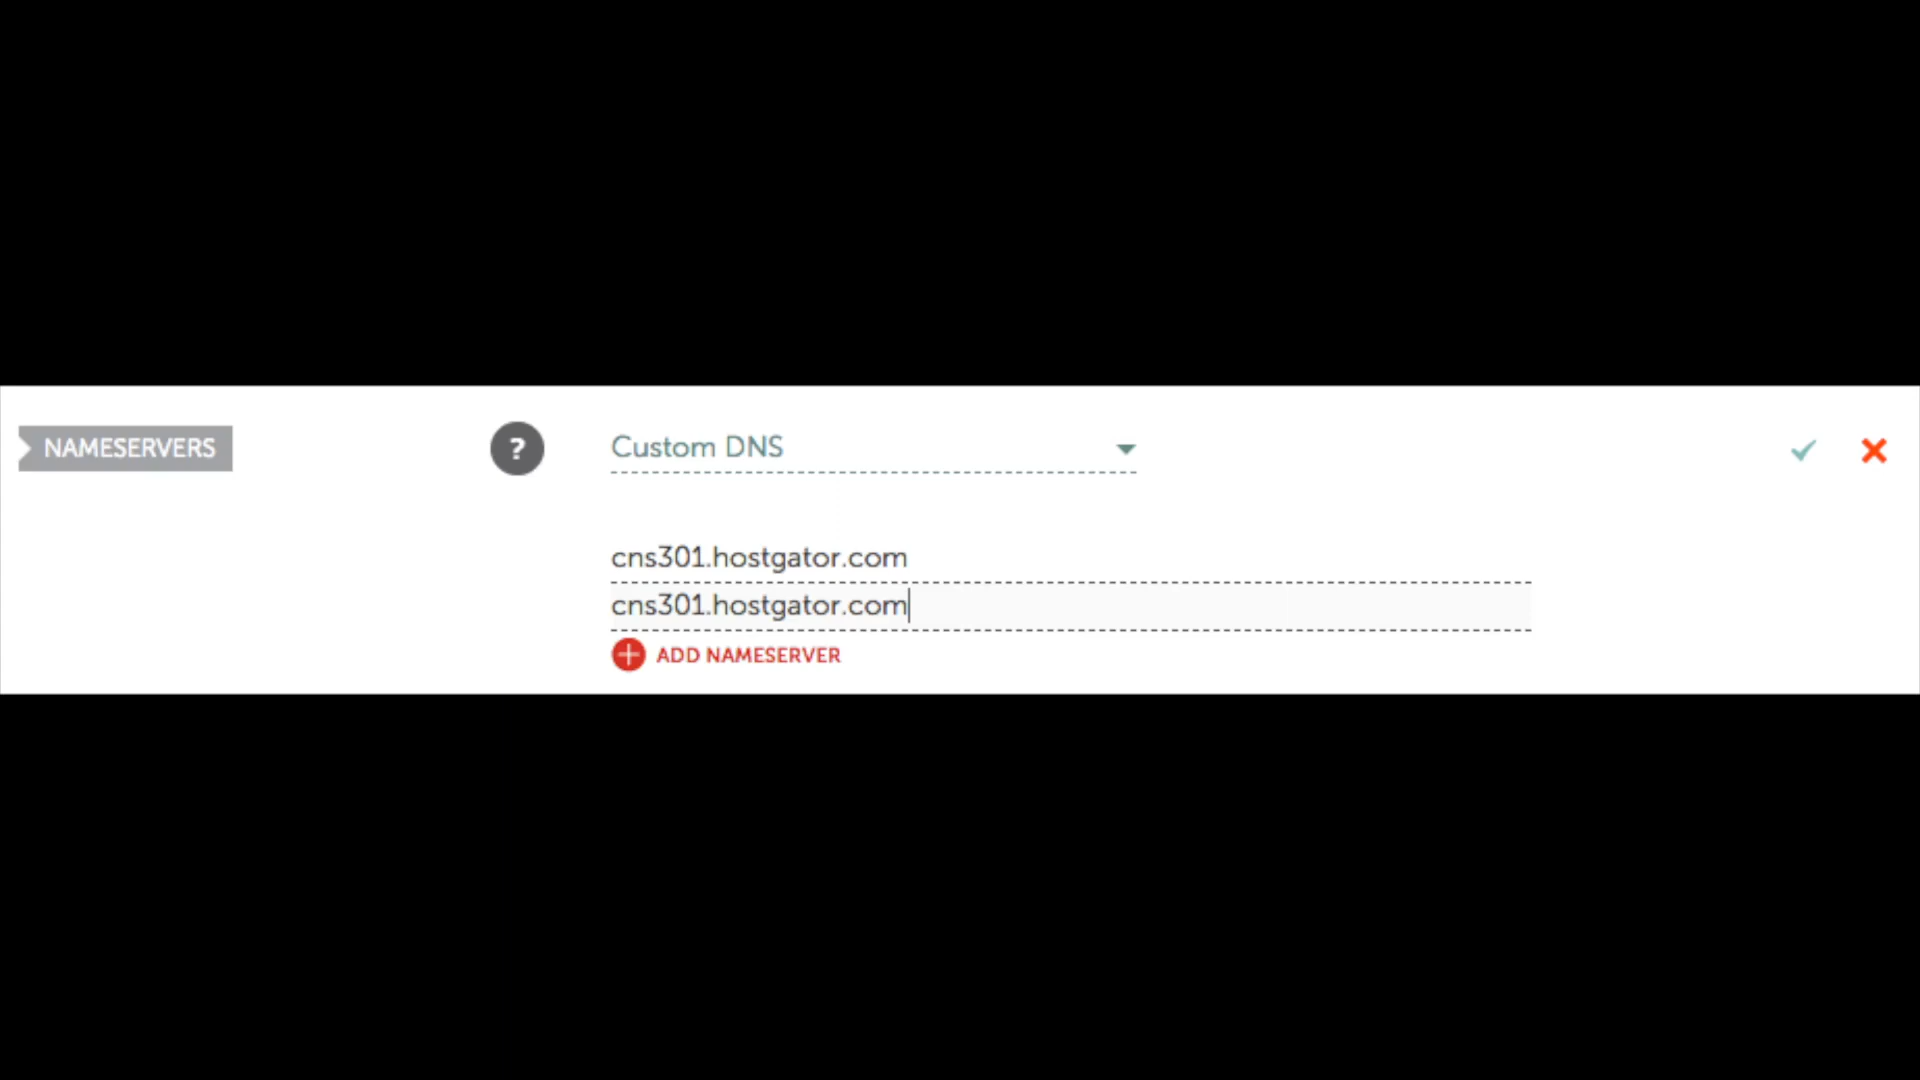 NAMESERVERS
?
Custom DNS
cns301.hostgator.com
cns301.hostgator.com
ADD NAMESERVER